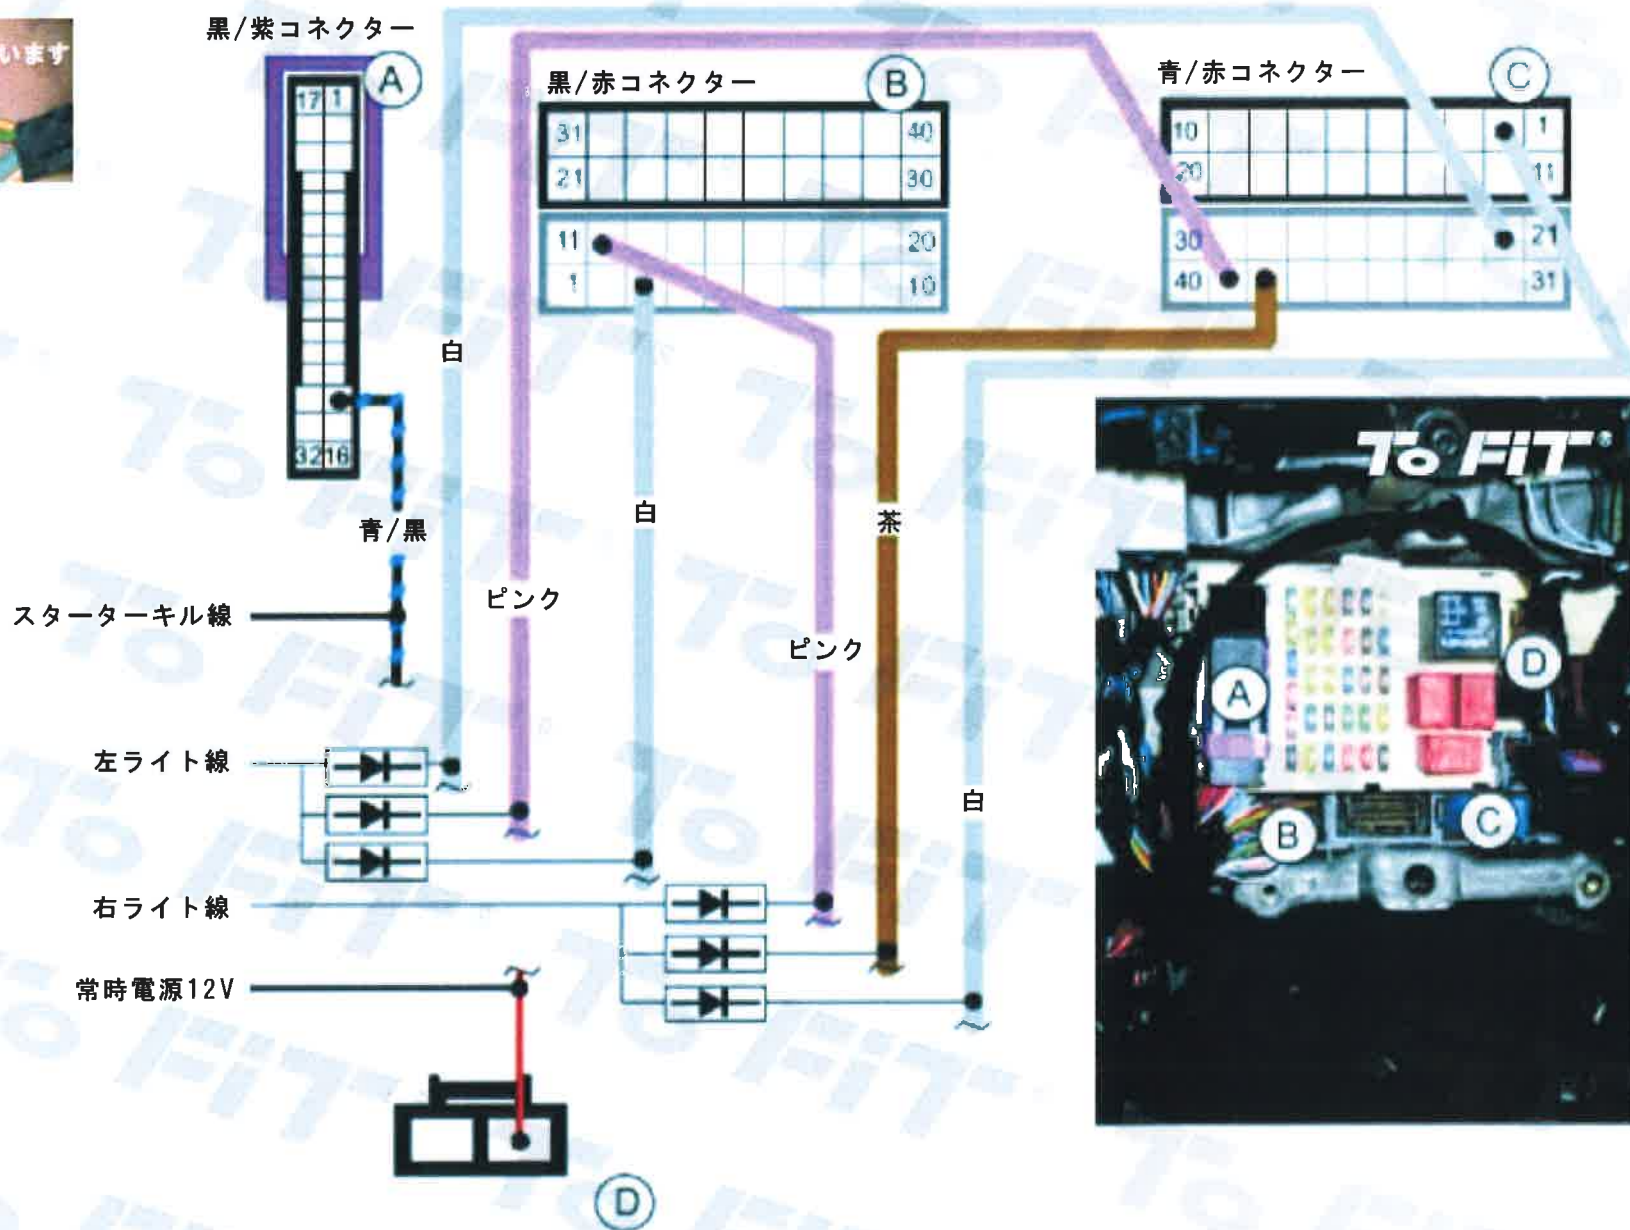 います
黒/紫コネクター
A
17 1
32 16
黒/赤コネクター
B
31 40
21 30
11 20
1 10
青/赤コネクター
C
10 1
20 11
30 21
40 31
白
青/黒
白
茶
ピンク
ピンク
スターターキル線
左ライト線
白
右ライト線
常時電源12V
D
To FiT®
A
B
C
D